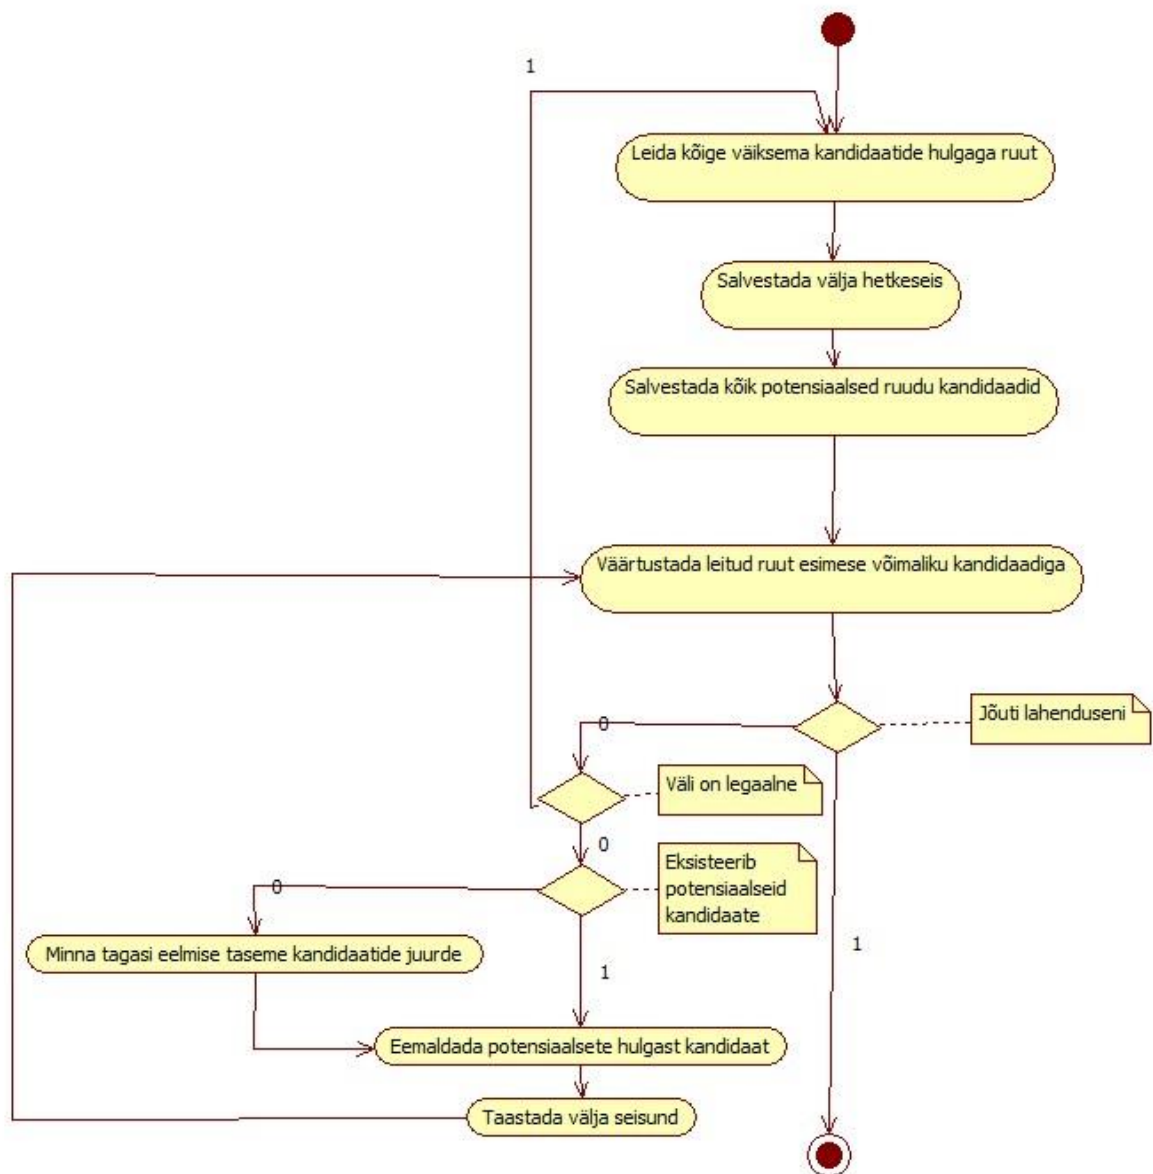 1
Leida kõige väiksema kandidaatide hulgaga ruut
Salvestada välja hetkeseis
Salvestada kõik potensiaalsed ruudu kandidaadid
Väärtustada leitud ruut esimese võimaliku kandidaadiga
Jõuti lahenduseni
0
Väli on legaalne
0
Eksisteerib
potensiaalseid
kandidaate
0
Minna tagasi eelmise taseme kandidaatide juurde
1
1
Eemaldada potensiaalsete hulgast kandidaat
Taastada välja seisund